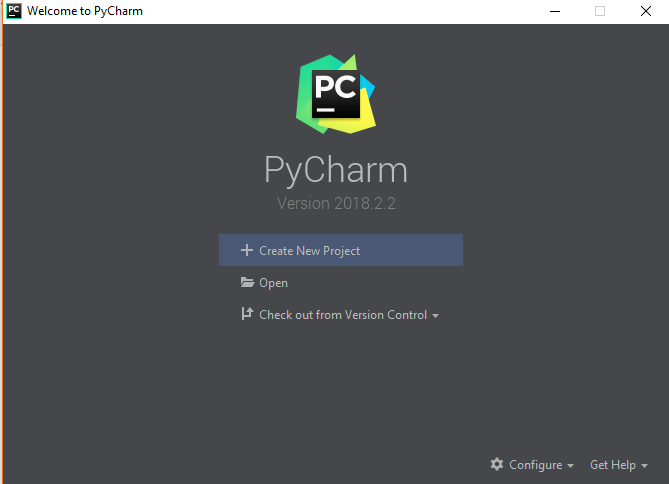 PC Welcome to PyCharm
PC
PyCharm
Version 2018.2.2
Create New Project
Open
Check out from Version Control
Configure Get Help